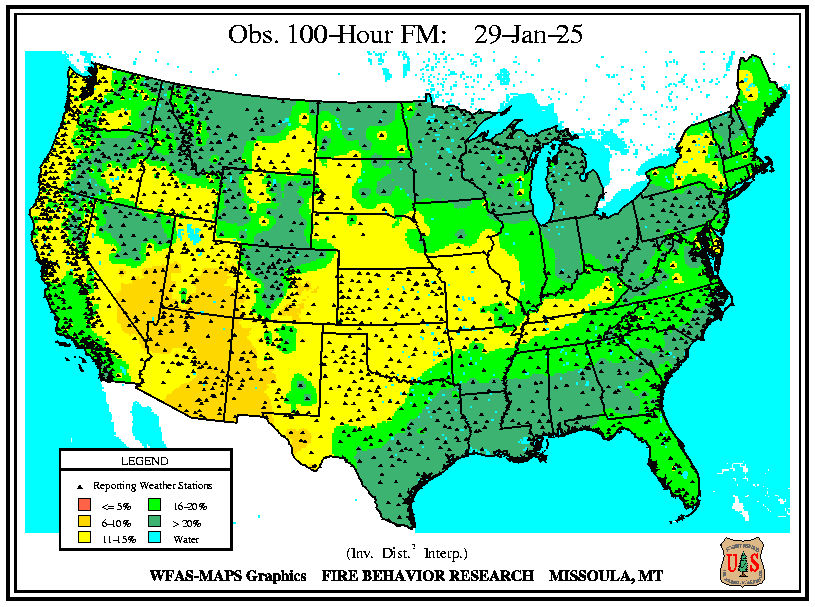 Obs. 100-Hour FM: 29-Jan-25
LEGEND
Reporting Weather Stations
<= 5%
16-20%
6-10%
> 20%
11-15%
Water
(Inv. Dist.² Interp.)
WFAS-MAPS Graphics FIRE BEHAVIOR RESEARCH MISSOULA, MT
U S